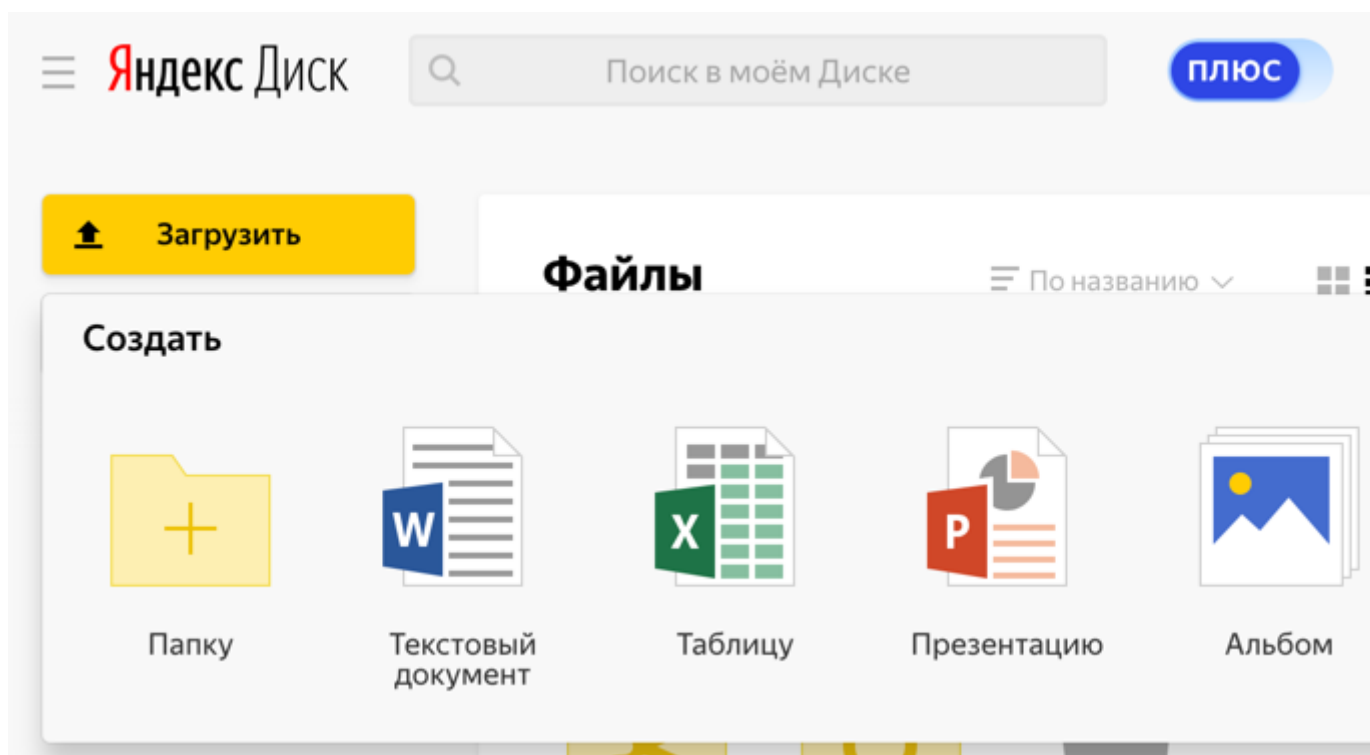 Яндекс Диск
Поиск в моём Диске
ПЛЮС
Загрузить
Файлы
По названию
Создать
W
X
P
Папку
Текстовый
документ
Таблицу
Презентацию
Альбом